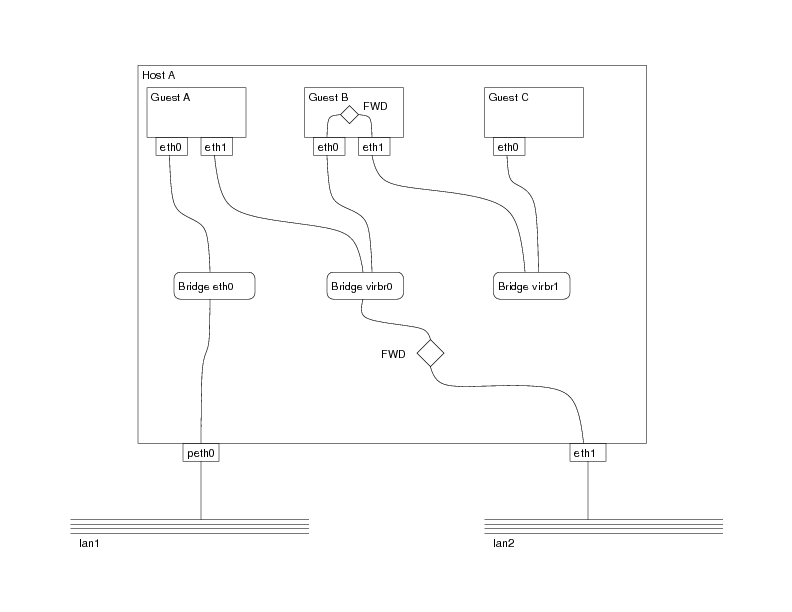 Host A
Guest A
Guest B
FWD
Guest C
eth0
eth1
eth0
eth1
eth0
Bridge eth0
Bridge virbr0
Bridge virbr1
FWD
peth0
eth1
lan1
lan2